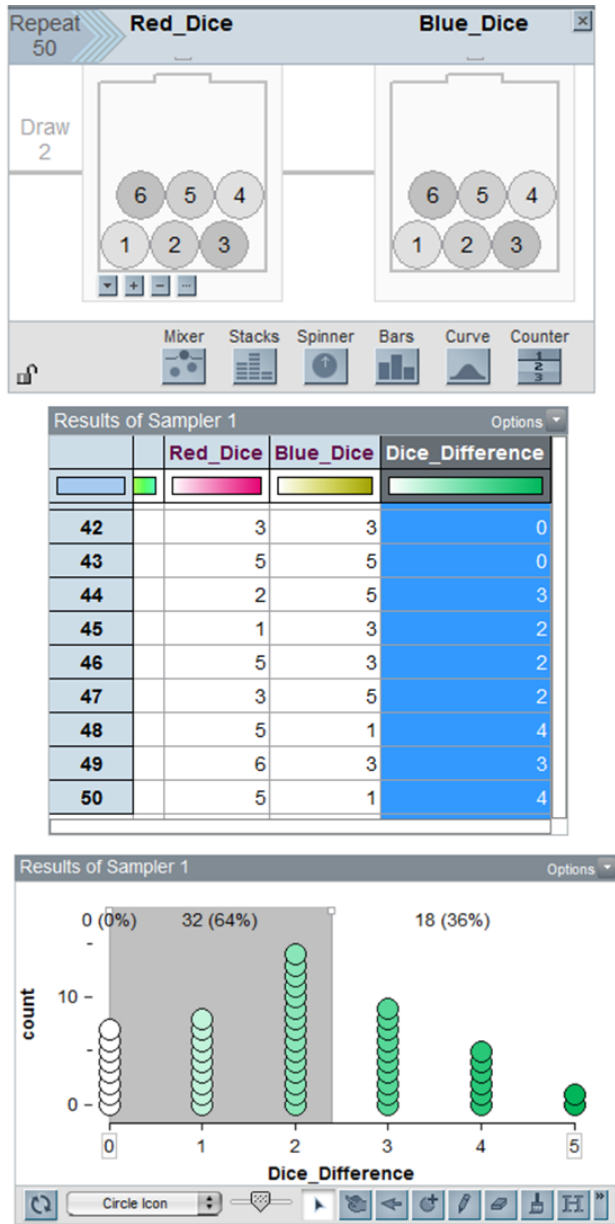 Repeat Red_Dice Blue_Dice
50
Draw
2
6 5 4 6 5 4
1 2 3 1 2 3
Mixer Stacks Spinner Bars Curve Counter
1
2
3
Results of Sampler 1 Options
Red_Dice Blue_Dice Dice_Difference
42 3 3 0
43 5 5 0
44 2 5 3
45 1 3 2
46 5 3 2
47 3 5 2
48 5 1 4
49 6 3 3
50 5 1 4
Results of Sampler 1 Options
0 (0%) 32 (64%) 18 (36%)
10
count
0
0 1 2 3 4 5
Dice_Difference
Circle Icon